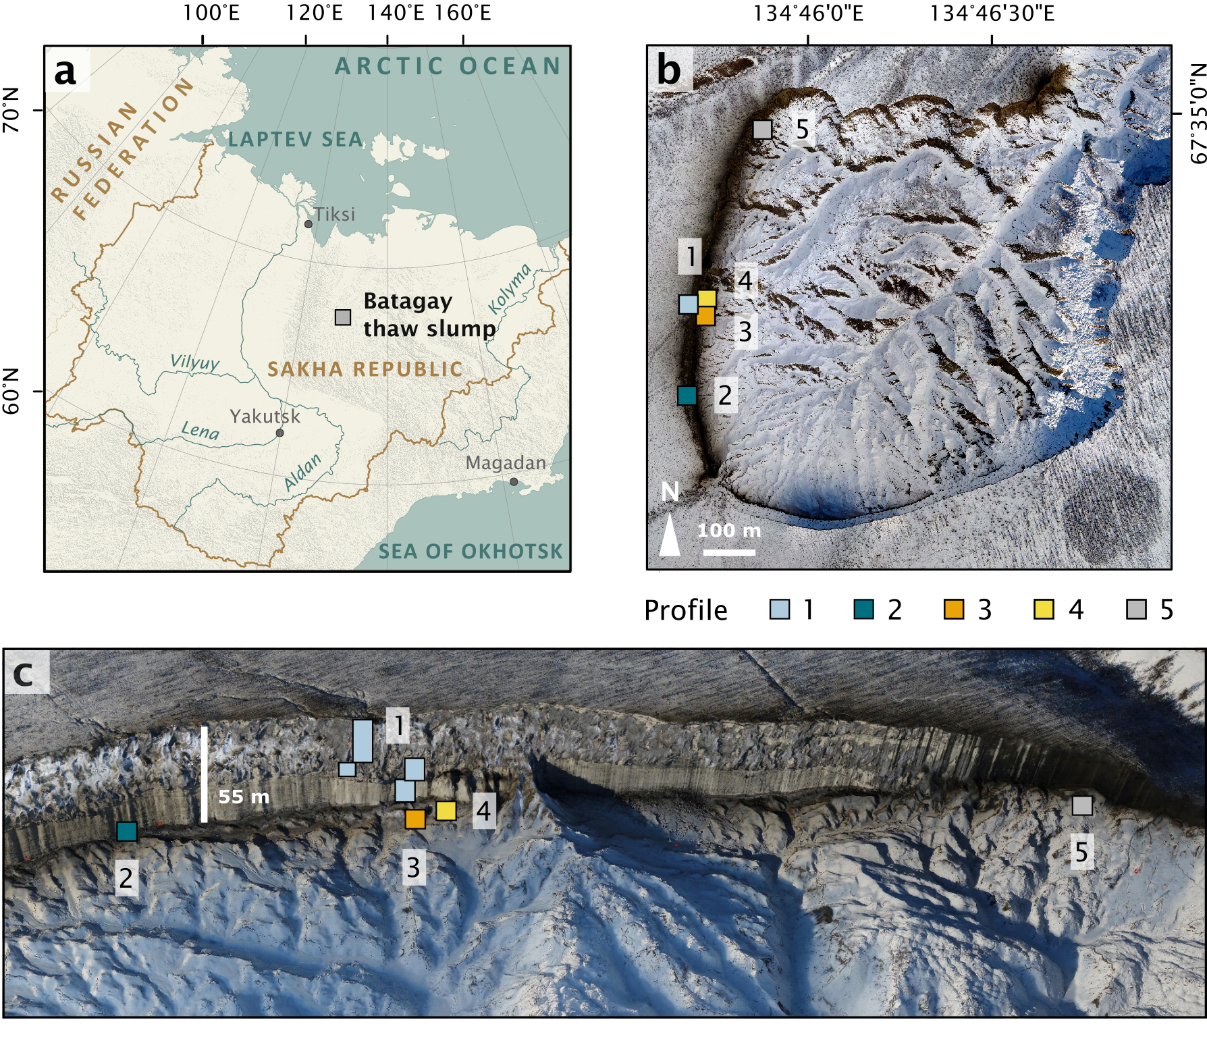 100°E 120°E 140°E 160°E
134°46'0"E 134°46'30"E
a
ARCTIC OCEAN
70°N
RUSSIAN
FEDERATION
LAPTEV SEA
Tiksi
Batagay
thaw slump
Kolyma
Vilyuy
SAKHA REPUBLIC
60°N
Yakutsk
Lena
Aldan
Magadan
SEA OF OKHOTSK
b
67°35'0"N
5
1
4
3
2
N
100 m
Profile 1 2 3 4 5
c
1
55 m
4
2
3
5